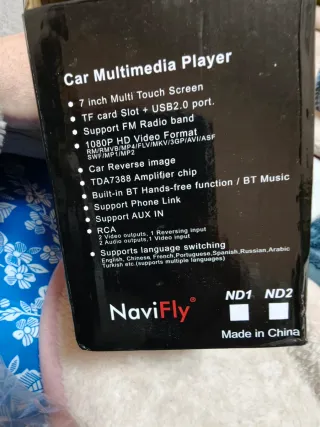 Car Multimedia Player
• 7 inch Multi Touch Screen
• TF card Slot + USB2.0 port.
• Support FM Radio band
• 1080P HD Video Format
RM/RMVB/MP4/FLV/MKV/3GP/AVI/ASF
SWF/MP1/MP2
• Car Reverse image
• TDA7388 Amplifier chip
• Built-in BT Hands-free function / BT Music
• Support Phone Link
• Support AUX IN
• RCA
2 Video outputs, 1 Reversing input
2 Audio outputs,1 Video input
• Supports language switching
English, Chinese, French,Portuguese,Spanish,Russian,Arabic
Turkish etc.(supports multiple languages)
NaviFly®
ND1 ND2
Made in China